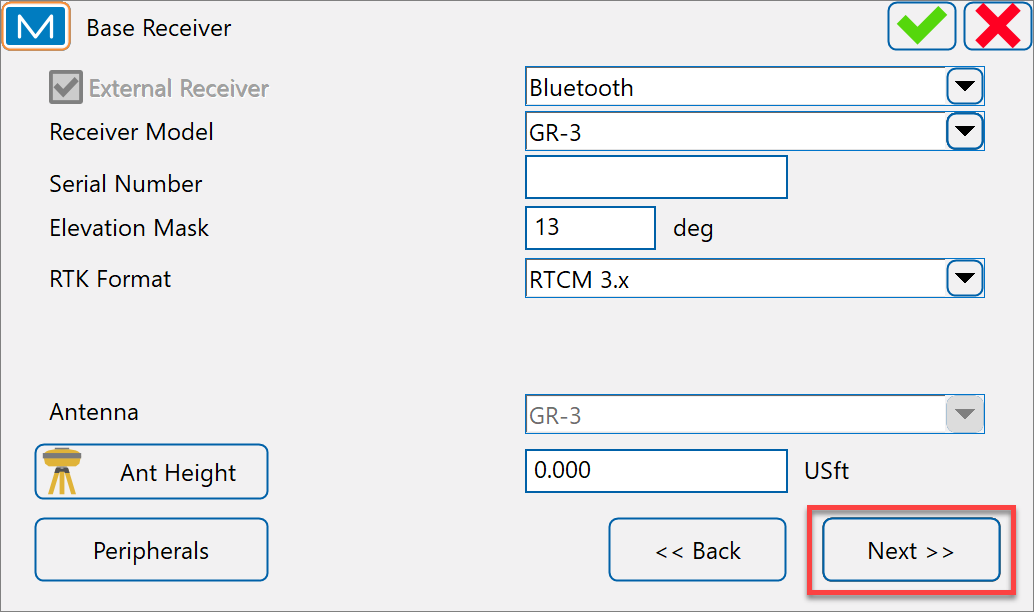 M Base Receiver
External Receiver Bluetooth
Receiver Model GR-3
Serial Number
Elevation Mask 13 deg
RTK Format RTCM 3.x
Antenna GR-3
Ant Height 0.000 USft
Peripherals << Back Next >>